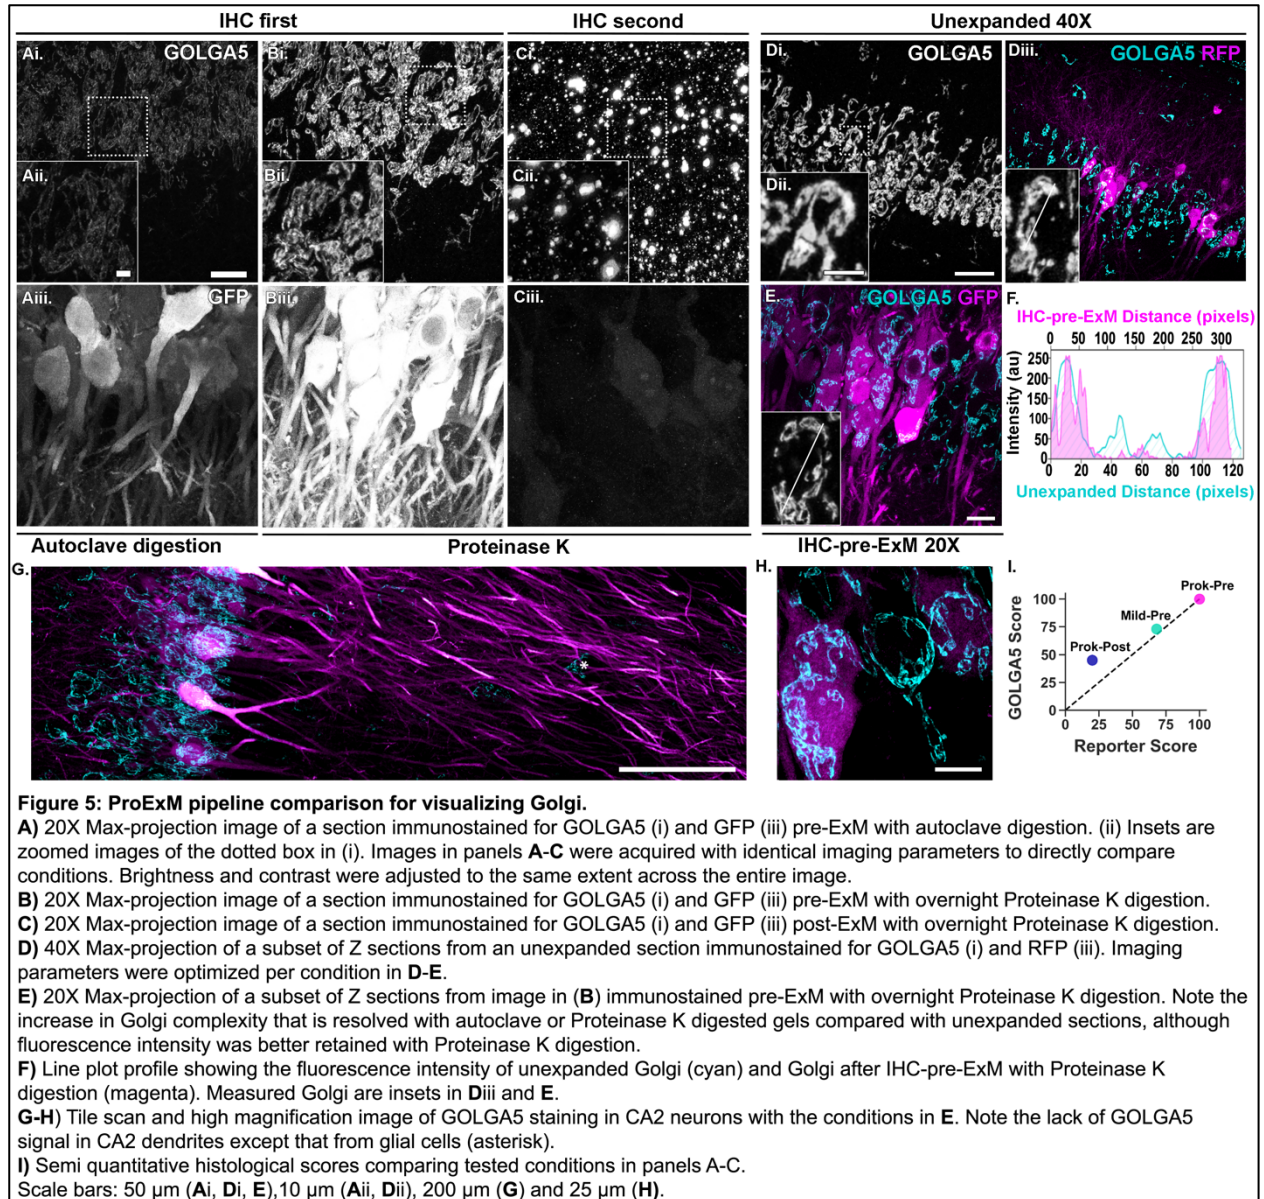 IHC first
IHC second
Unexpanded 40X
Ai.
GOLGA5
Bi.
Ci.
Di.
GOLGA5
Diii.
GOLGA5 RFP
Aii.
Bii.
Cii.
Dii.
Aiii.
GFP
Biii.
Ciii.
E.
GOLGA5 GFP
F.
IHC-pre-ExM Distance (pixels)
0 50 100 150 200 250 300
Intensity (au)
250
200
150
100
50
0
0 20 40 60 80 100 120
Unexpanded Distance (pixels)
Autoclave digestion
Proteinase K
IHC-pre-ExM 20X
G.
*
H.
I.
GOLGA5 Score
100
75
50
25
0
Prok-Pre
Mild-Pre
Prok-Post
0 25 50 75 100
Reporter Score
Figure 5: ProExM pipeline comparison for visualizing Golgi.
A) 20X Max-projection image of a section immunostained for GOLGA5 (i) and GFP (iii) pre-ExM with autoclave digestion. (ii) Insets are
zoomed images of the dotted box in (i). Images in panels A-C were acquired with identical imaging parameters to directly compare
conditions. Brightness and contrast were adjusted to the same extent across the entire image.
B) 20X Max-projection image of a section immunostained for GOLGA5 (i) and GFP (iii) pre-ExM with overnight Proteinase K digestion.
C) 20X Max-projection image of a section immunostained for GOLGA5 (i) and GFP (iii) post-ExM with overnight Proteinase K digestion.
D) 40X Max-projection of a subset of Z sections from an unexpanded section immunostained for GOLGA5 (i) and RFP (iii). Imaging
parameters were optimized per condition in D-E.
E) 20X Max-projection of a subset of Z sections from image in (B) immunostained pre-ExM with overnight Proteinase K digestion. Note the
increase in Golgi complexity that is resolved with autoclave or Proteinase K digested gels compared with unexpanded sections, although
fluorescence intensity was better retained with Proteinase K digestion.
F) Line plot profile showing the fluorescence intensity of unexpanded Golgi (cyan) and Golgi after IHC-pre-ExM with Proteinase K
digestion (magenta). Measured Golgi are insets in Diii and E.
G-H) Tile scan and high magnification image of GOLGA5 staining in CA2 neurons with the conditions in E. Note the lack of GOLGA5
signal in CA2 dendrites except that from glial cells (asterisk).
I) Semi quantitative histological scores comparing tested conditions in panels A-C.
Scale bars: 50 µm (Ai, Di, E),10 µm (Aii, Dii), 200 µm (G) and 25 µm (H).